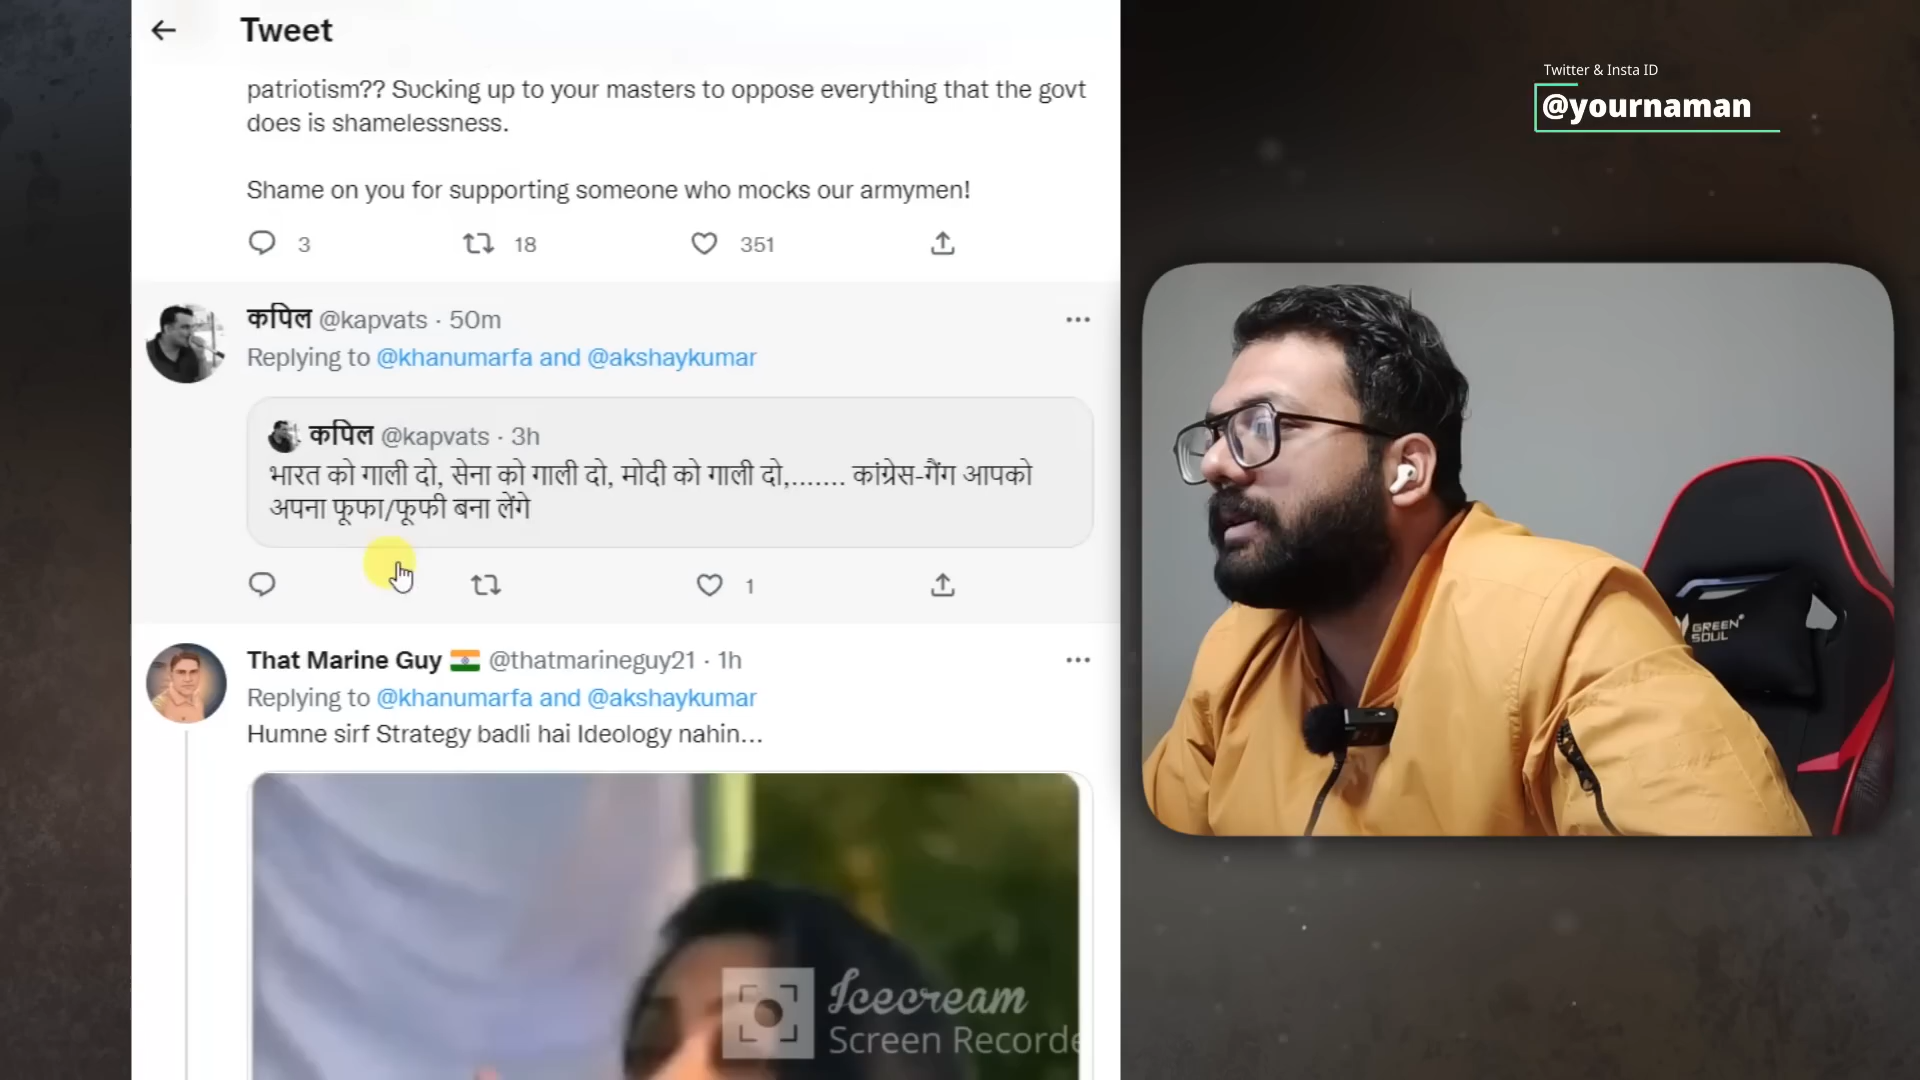 Tweet
patriotism?? Sucking up to your masters to oppose everything that the govt
does is shamelessness.
Shame on you for supporting someone who mocks our armymen!
3 18 351
कपिल @kapvats · 50m
Replying to @khanumarfa and @akshaykumar
कपिल @kapvats · 3h
भारत को गाली दो, सेना को गाली दो, मोदी को गाली दो,....... कांग्रेस-गैंग आपको
अपना फूफा/फूफी बना लेंगे
1
That Marine Guy @thatmarineguy21 · 1h
Replying to @khanumarfa and @akshaykumar
Humne sirf Strategy badli hai Ideology nahin...
Icecream
Screen Recorde
Twitter & Insta ID
@yournaman
GREEN
SOUL